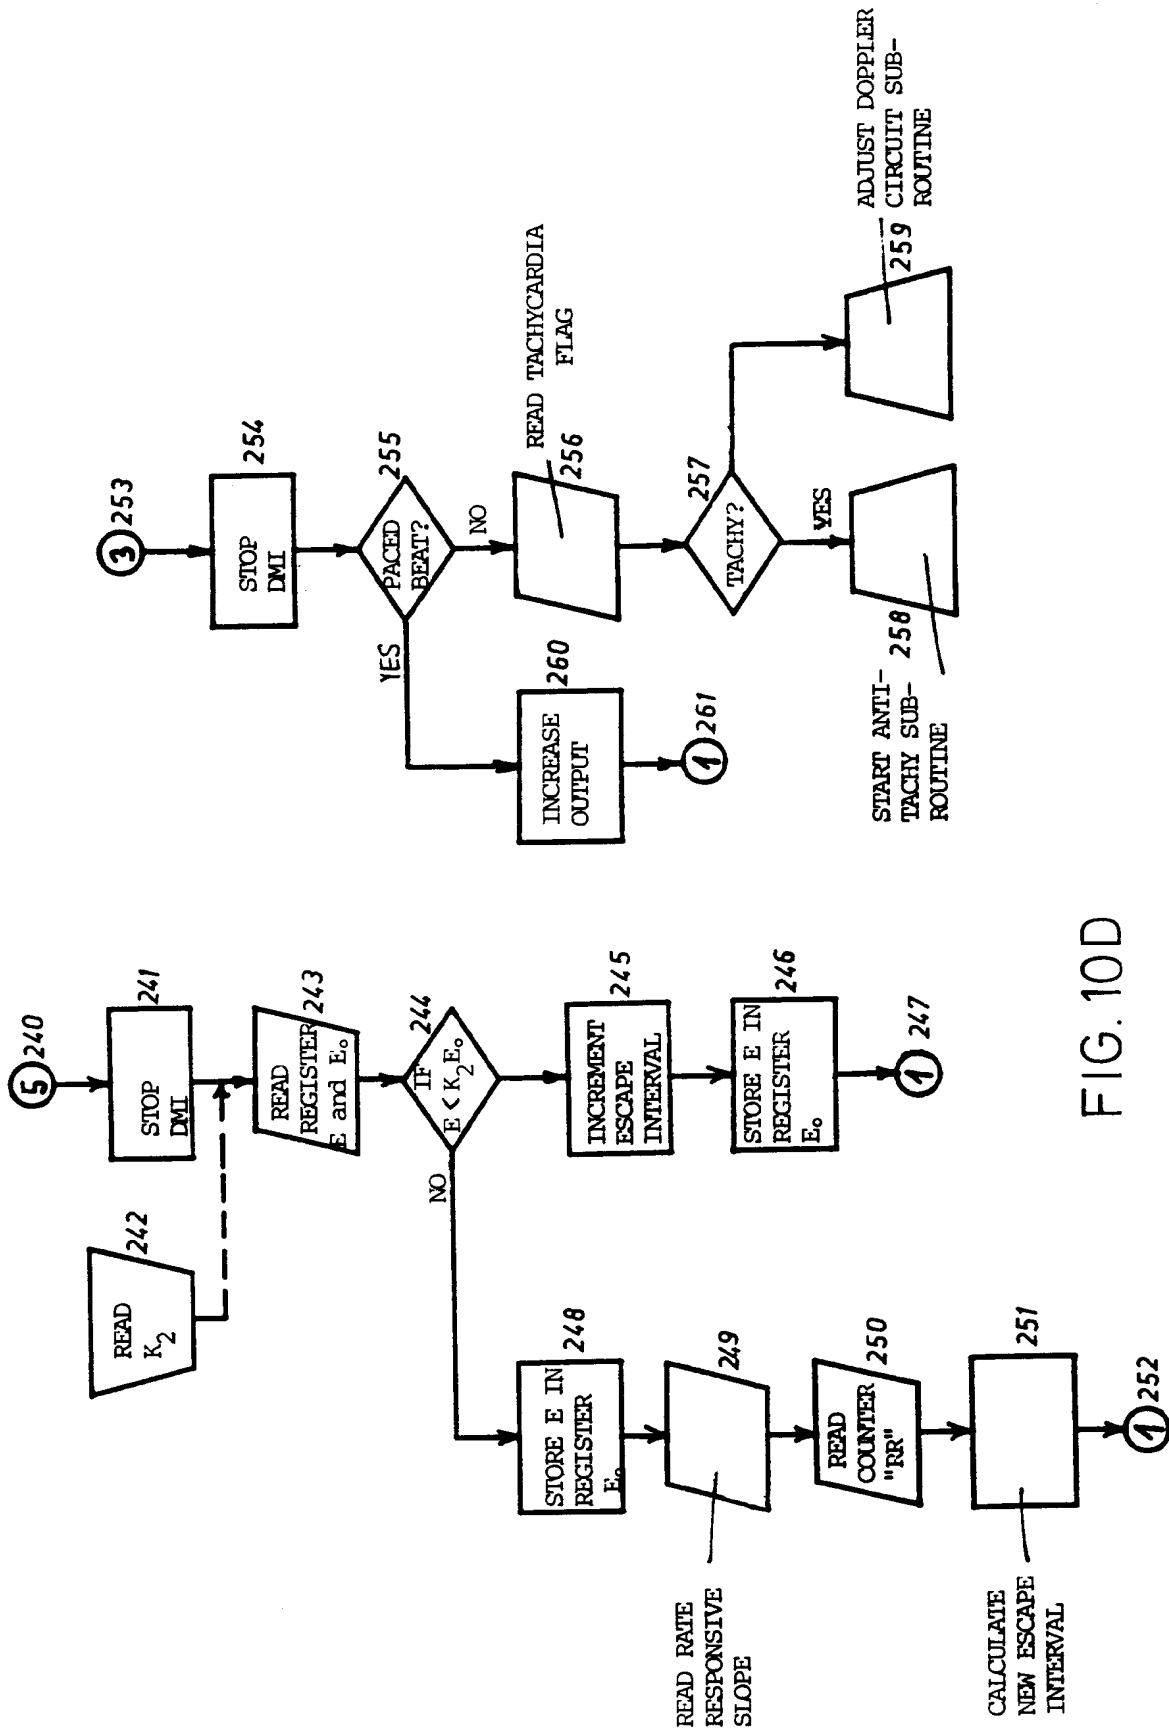 5 240
STOP
DMI
241
READ
K2
242
READ
REGISTER
E and E0
243
IF
E < K2E0
244
NO
INCREMENT
ESCAPE
INTERVAL
245
STORE E IN
REGISTER
E0
246
1 247
STORE E IN
REGISTER
E0
248
READ RATE
RESPONSIVE
SLOPE
249
READ
COUNTER
"RR"
250
CALCULATE
NEW ESCAPE
INTERVAL
251
1 252
3 253
STOP
DMI
254
PACED
BEAT?
255
YES
NO
INCREASE
OUTPUT
260
1 261
READ TACHYCARDIA
FLAG
256
TACHY?
257
YES
START ANTI-
TACHY SUB-
ROUTINE
258
ADJUST DOPPLER
CIRCUIT SUB-
ROUTINE
259
FIG. 10D